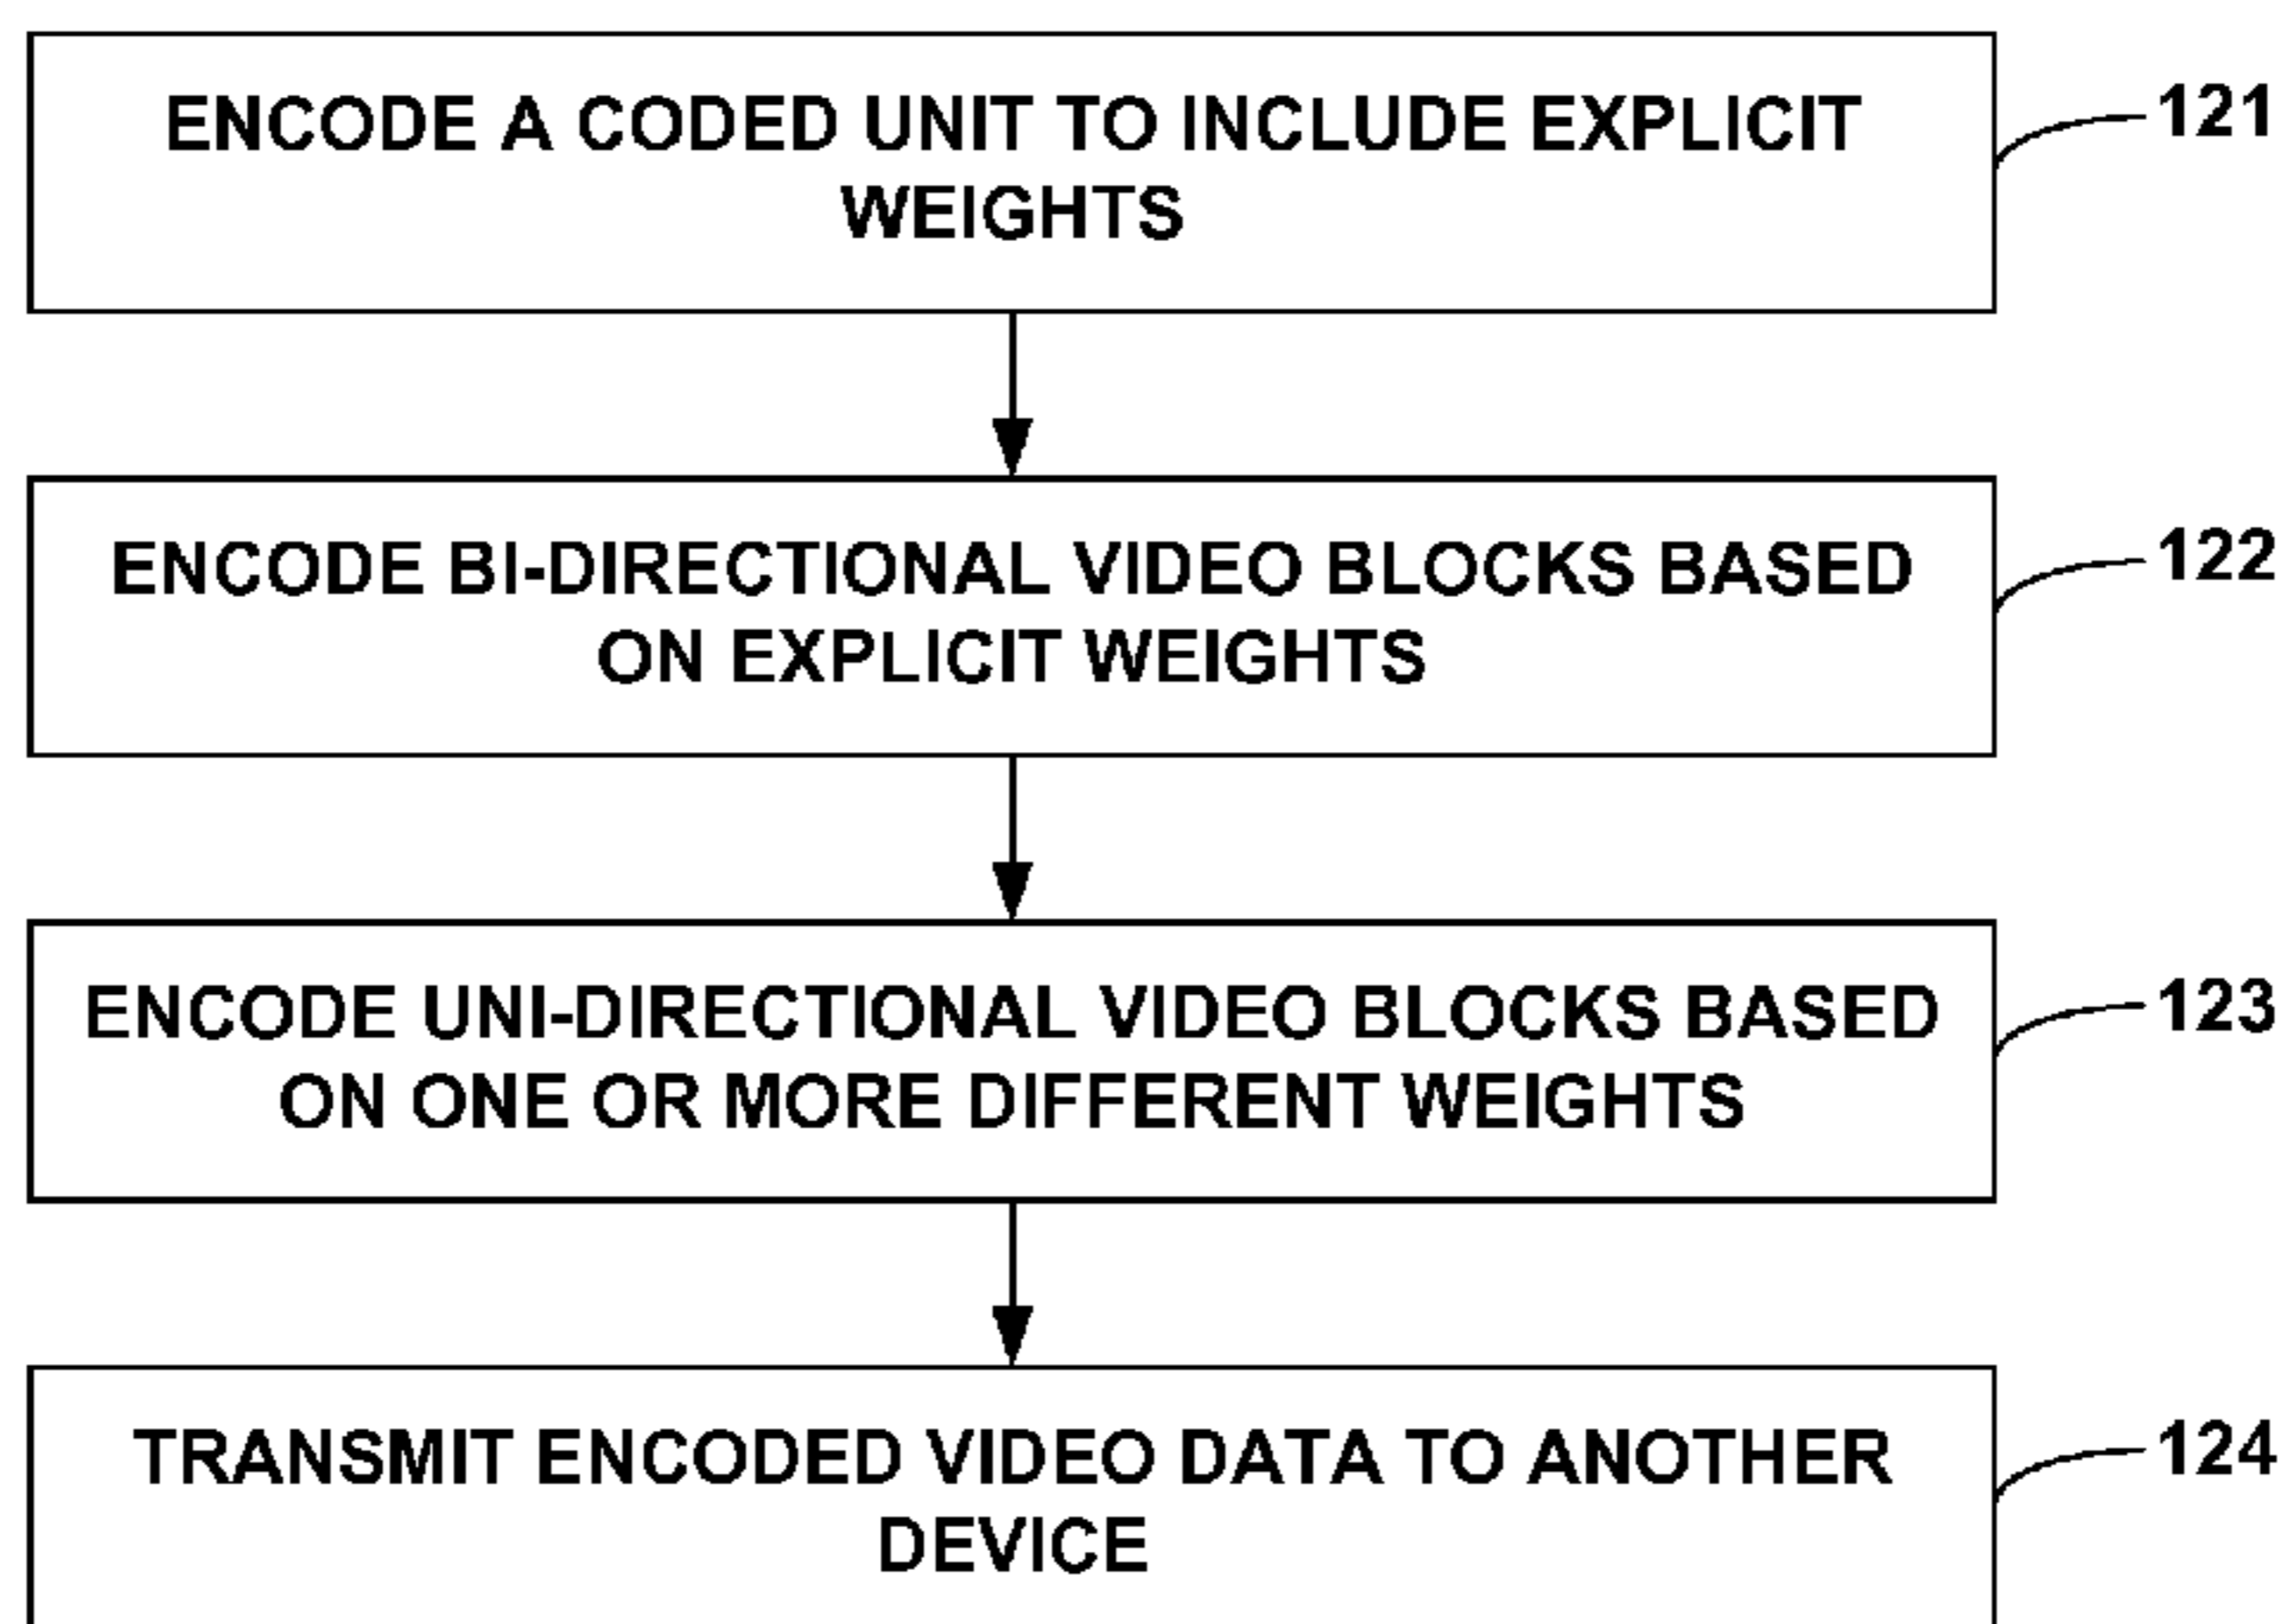 ENCODE A CODED UNIT TO INCLUDE EXPLICIT
WEIGHTS
121
ENCODE BI-DIRECTIONAL VIDEO BLOCKS BASED
ON EXPLICIT WEIGHTS
122
ENCODE UNI-DIRECTIONAL VIDEO BLOCKS BASED
ON ONE OR MORE DIFFERENT WEIGHTS
123
TRANSMIT ENCODED VIDEO DATA TO ANOTHER
DEVICE
124